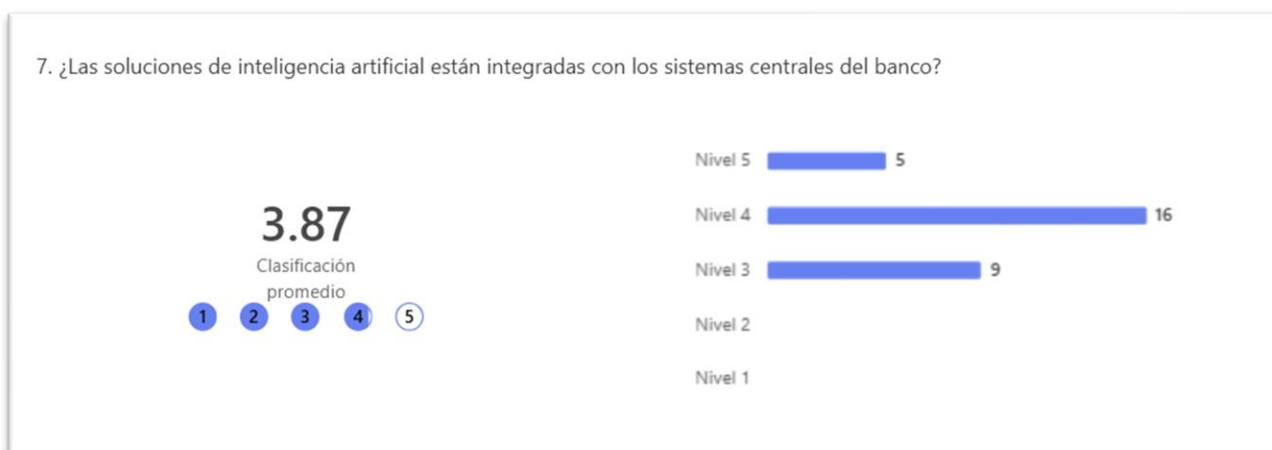 7. ¿Las soluciones de inteligencia artificial están integradas con los sistemas centrales del banco?
3.87
Clasificación
promedio
1 2 3 4 5
Nivel 5 5
Nivel 4 16
Nivel 3 9
Nivel 2
Nivel 1